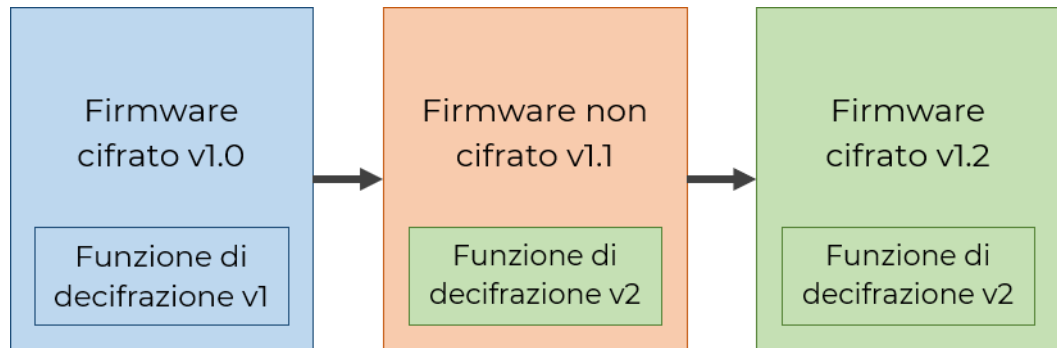 Firmware
cifrato v1.0
Funzione di
decifrazione v1
Firmware non
cifrato v1.1
Funzione di
decifrazione v2
Firmware
cifrato v1.2
Funzione di
decifrazione v2